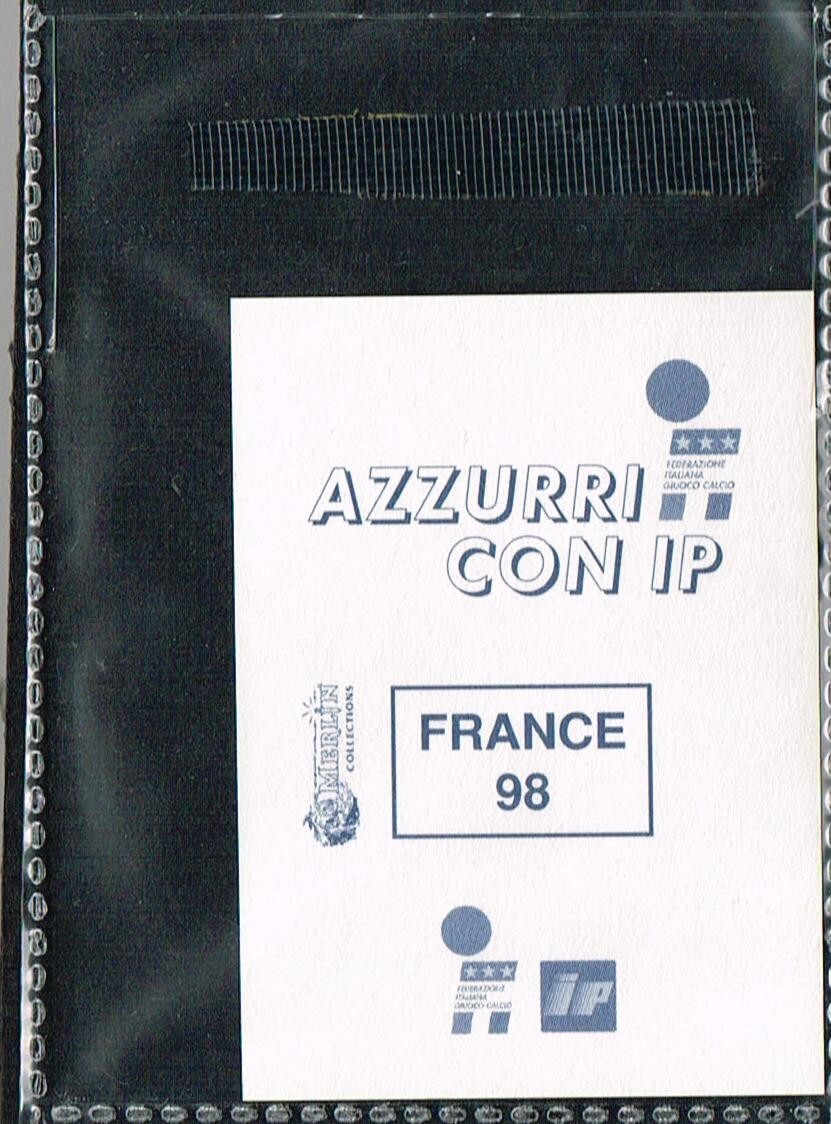 AZZURRI
CON IP
FEDERAZIONE
ITALIANA
GIUOCO CALCIO
MERLIN
COLLECTIONS
FRANCE
98
FEDERAZIONE
ITALIANA
GIUOCO CALCIO
iP